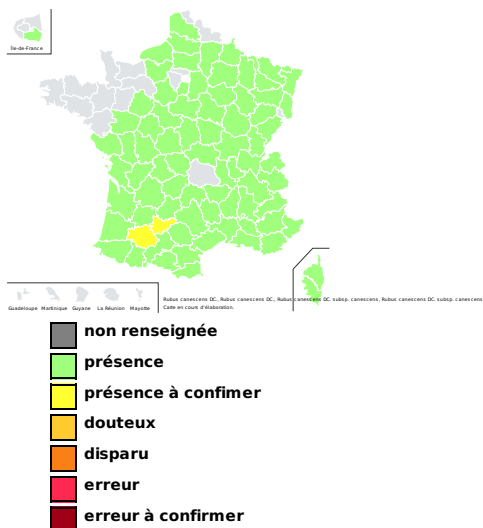 Île-de-France
Guadeloupe Martinique Guyane La Réunion Mayotte
Rubus canescens DC., Rubus canescens DC., Rubus canescens DC. subsp. canescens, Rubus canescens DC. subsp. canescens
Carte en cours d'élaboration.
non renseignée
présence
présence à confimer
douteux
disparu
erreur
erreur à confirmer